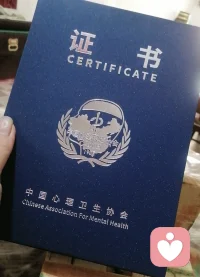 证书
CERTIFICATE
中国心理卫生协会
Chinese Association For Mental Health